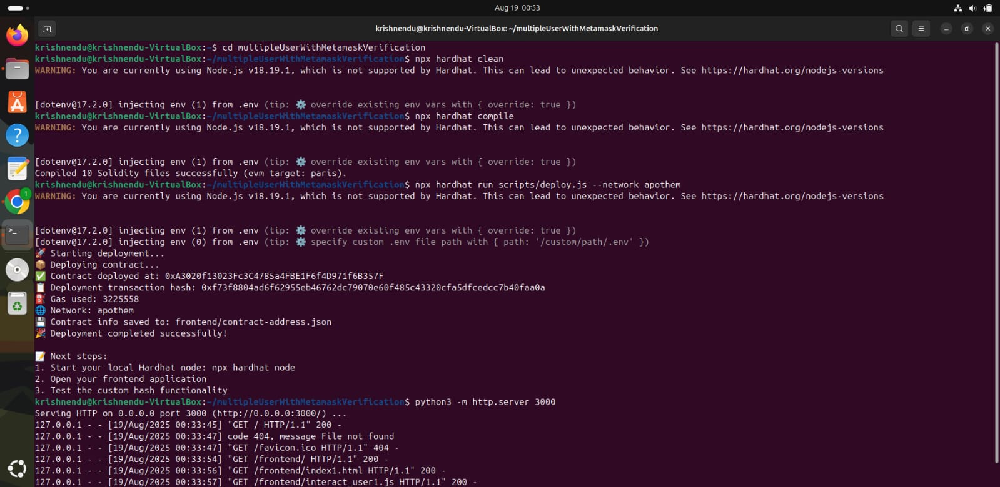 Aug 19 00:53
krishnendu@krishnendu-VirtualBox: ~/multipleUserWithMetamaskVerification
krishnendu@krishnendu-VirtualBox:~$ cd multipleUserWithMetamaskVerification
krishnendu@krishnendu-VirtualBox:~/multipleUserWithMetamaskVerification$ npx hardhat clean
WARNING: You are currently using Node.js v18.19.1, which is not supported by Hardhat. This can lead to unexpected behavior. See https://hardhat.org/nodejs-versions
[dotenv@17.2.0] injecting env (1) from .env (tip: ⚙️ override existing env vars with { override: true })
krishnendu@krishnendu-VirtualBox:~/multipleUserWithMetamaskVerification$ npx hardhat compile
WARNING: You are currently using Node.js v18.19.1, which is not supported by Hardhat. This can lead to unexpected behavior. See https://hardhat.org/nodejs-versions
[dotenv@17.2.0] injecting env (1) from .env (tip: ⚙️ override existing env vars with { override: true })
Compiled 10 Solidity files successfully (evm target: paris).
krishnendu@krishnendu-VirtualBox:~/multipleUserWithMetamaskVerification$ npx hardhat run scripts/deploy.js --network apothem
WARNING: You are currently using Node.js v18.19.1, which is not supported by Hardhat. This can lead to unexpected behavior. See https://hardhat.org/nodejs-versions
[dotenv@17.2.0] injecting env (1) from .env (tip: ⚙️ override existing env vars with { override: true })
[dotenv@17.2.0] injecting env (0) from .env (tip: ⚙️ specify custom .env file path with { path: '/custom/path/.env' })
🚀 Starting deployment...
📦 Deploying contract...
✅ Contract deployed at: 0xA3020f13023Fc3C4785a4FBE1F6f4D971f6B357F
📋 Deployment transaction hash: 0xf73f8804ad6f62955eb46762dc79070e60f485c43320cfa5dfcedcc7b40faa0a
⛽ Gas used: 3225558
🌐 Network: apothem
💾 Contract info saved to: frontend/contract-address.json
🎉 Deployment completed successfully!
📝 Next steps:
1. Start your local Hardhat node: npx hardhat node
2. Open your frontend application
3. Test the custom hash functionality
krishnendu@krishnendu-VirtualBox:~/multipleUserWithMetamaskVerification$ python3 -m http.server 3000
Serving HTTP on 0.0.0.0 port 3000 (http://0.0.0.0:3000/) ...
127.0.0.1 - - [19/Aug/2025 00:33:45] "GET / HTTP/1.1" 200 -
127.0.0.1 - - [19/Aug/2025 00:33:47] code 404, message File not found
127.0.0.1 - - [19/Aug/2025 00:33:47] "GET /favicon.ico HTTP/1.1" 404 -
127.0.0.1 - - [19/Aug/2025 00:33:54] "GET /frontend/ HTTP/1.1" 200 -
127.0.0.1 - - [19/Aug/2025 00:33:56] "GET /frontend/index1.html HTTP/1.1" 200 -
127.0.0.1 - - [19/Aug/2025 00:33:57] "GET /frontend/interact_user1.js HTTP/1.1" 200 -
1